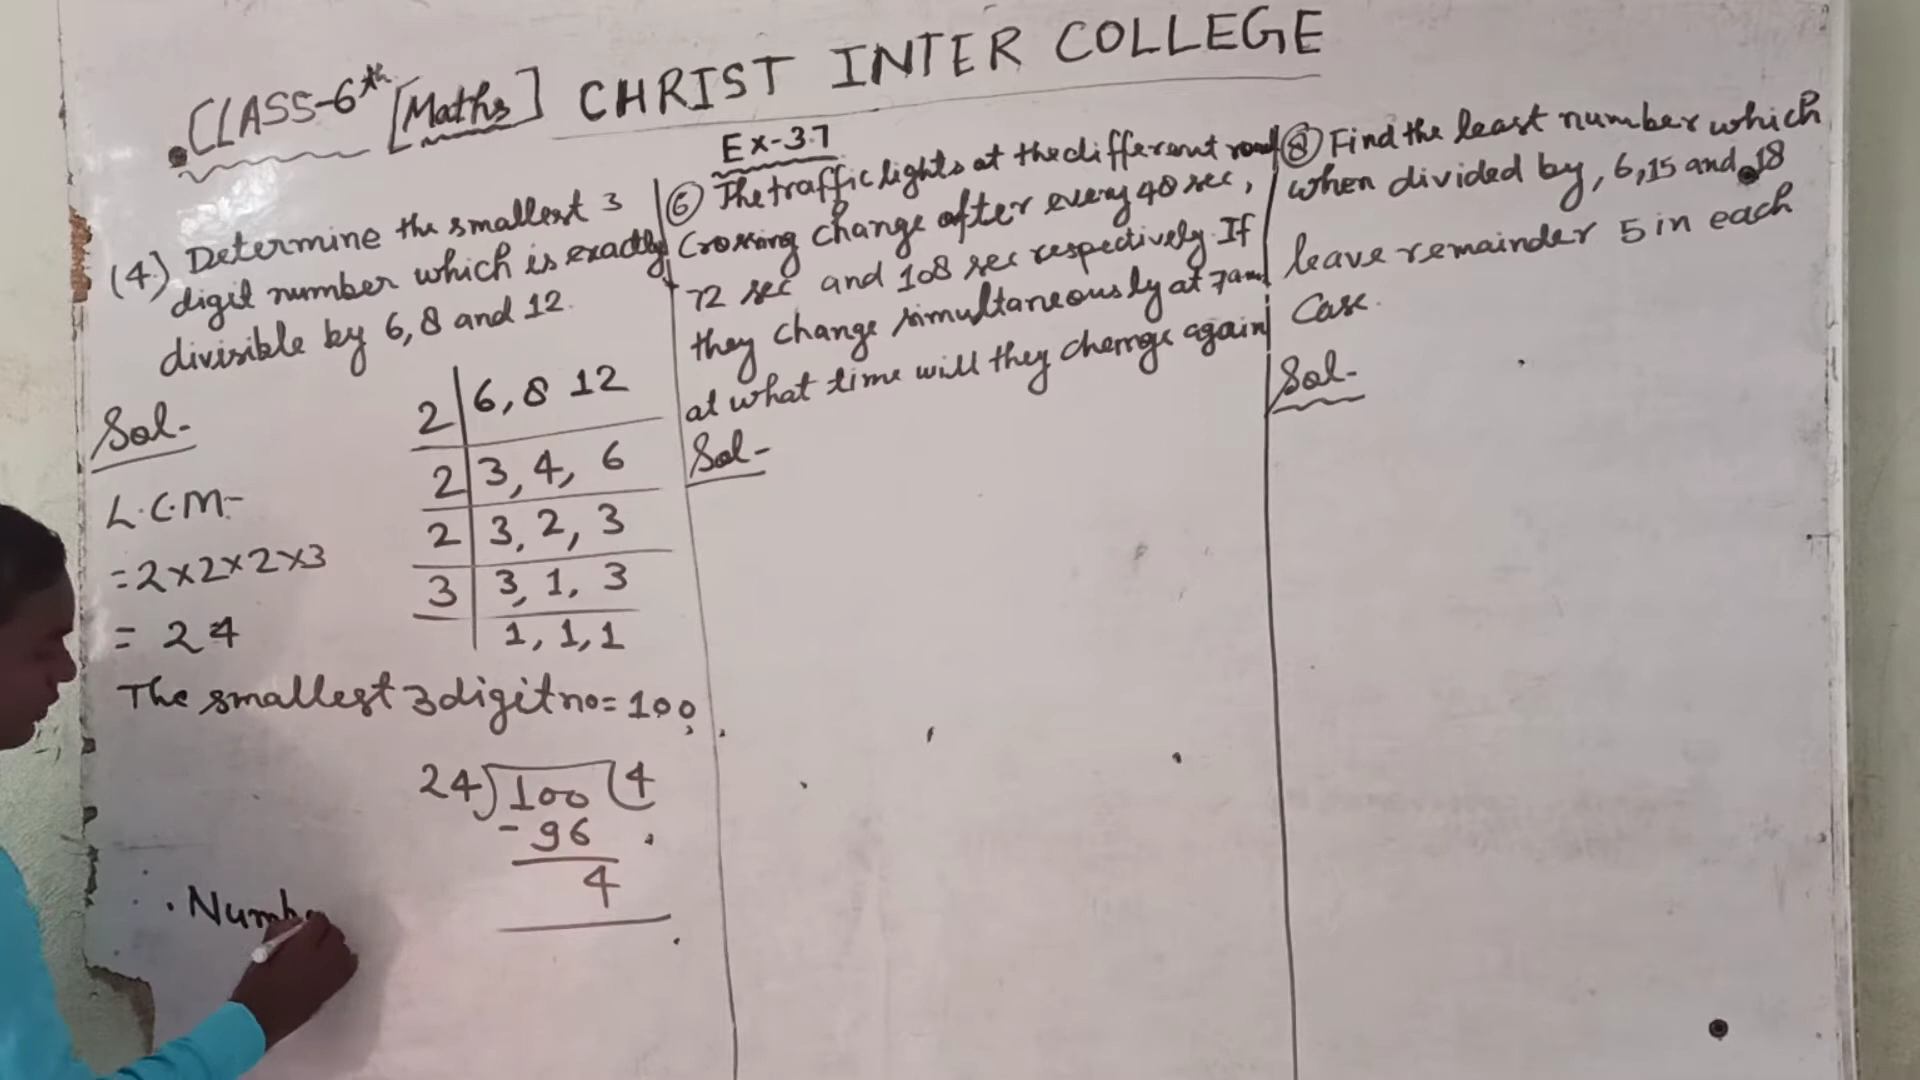 CLASS-6th [Maths] CHRIST INTER COLLEGE
Ex-3.7
(4.) Determine the smallest 3
digit number which is exactly
divisible by 6, 8 and 12.
Sol-
2 | 6, 8 12
2 | 3, 4, 6
2 | 3, 2, 3
3 | 3, 1, 3
1, 1, 1
L.C.M-
= 2×2×2×3
= 24
The smallest 3 digit no = 100
24) 100 (4
- 96
4
Numbe
(6) The traffic lights at the different road
Crossing change after every 48 sec,
72 sec and 108 sec respectively. If
they change simultaneously at 7am
at what time will they change again
Sol-
(8) Find the least number which
when divided by, 6, 15 and 18
leave remainder 5 in each
Case.
Sol-